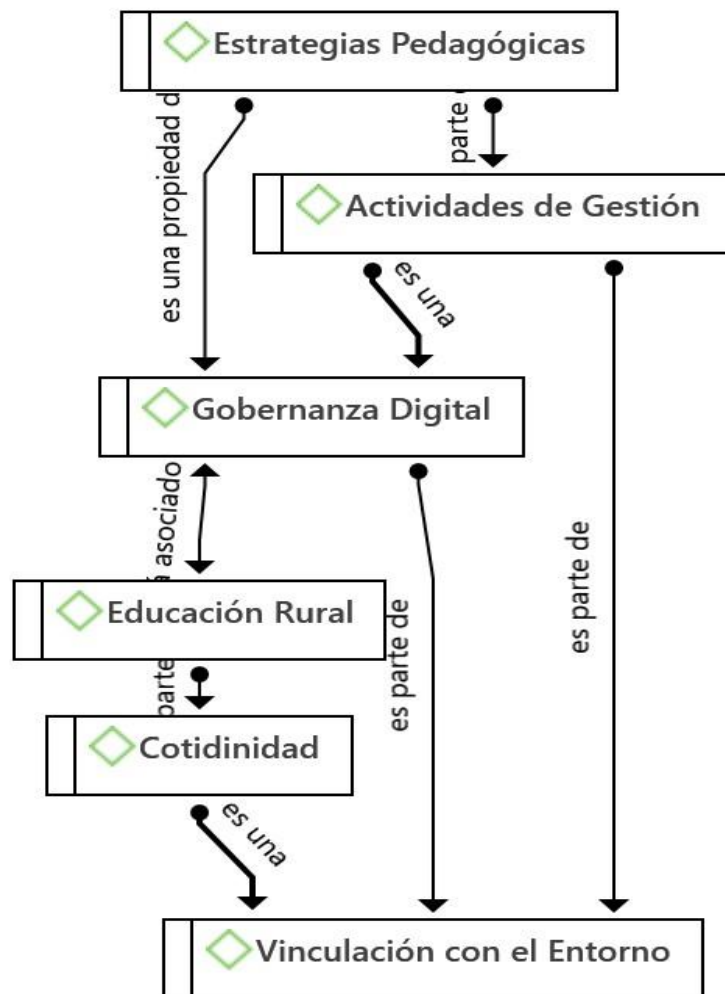 Estrategias Pedagógicas
es una propiedad d
parte
Actividades de Gestión
es una
Gobernanza Digital
asociado
es parte de
es parte de
Educación Rural
parte
Cotidinidad
es una
Vinculación con el Entorno